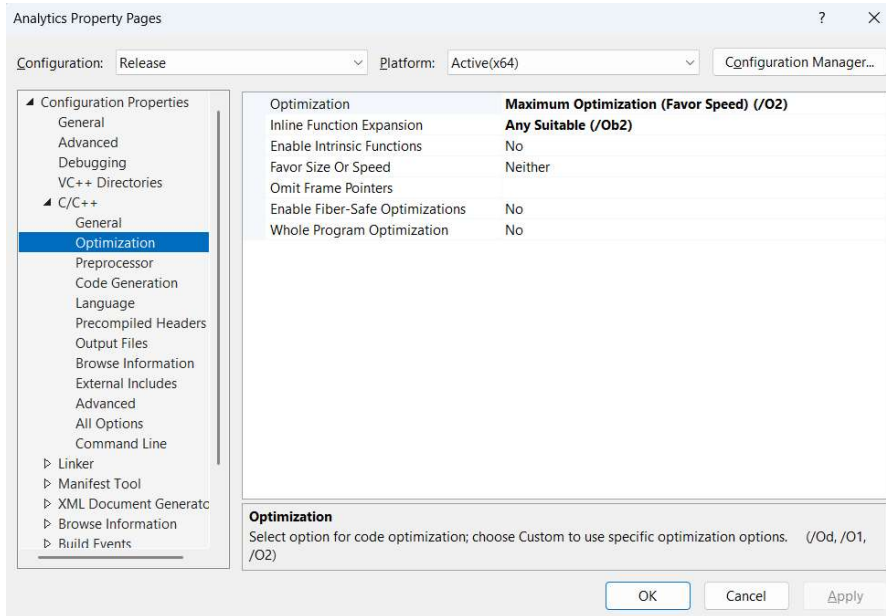 Analytics Property Pages
? ×
Configuration: Release Platform: Active(x64) Configuration Manager...
Configuration Properties
General
Advanced
Debugging
VC++ Directories
C/C++
General
Optimization
Preprocessor
Code Generation
Language
Precompiled Headers
Output Files
Browse Information
External Includes
Advanced
All Options
Command Line
Linker
Manifest Tool
XML Document Generato
Browse Information
Build Events
Optimization Maximum Optimization (Favor Speed) (/O2)
Inline Function Expansion Any Suitable (/Ob2)
Enable Intrinsic Functions No
Favor Size Or Speed Neither
Omit Frame Pointers
Enable Fiber-Safe Optimizations No
Whole Program Optimization No
Optimization
Select option for code optimization; choose Custom to use specific optimization options. (/Od, /O1,
/O2)
OK Cancel Apply